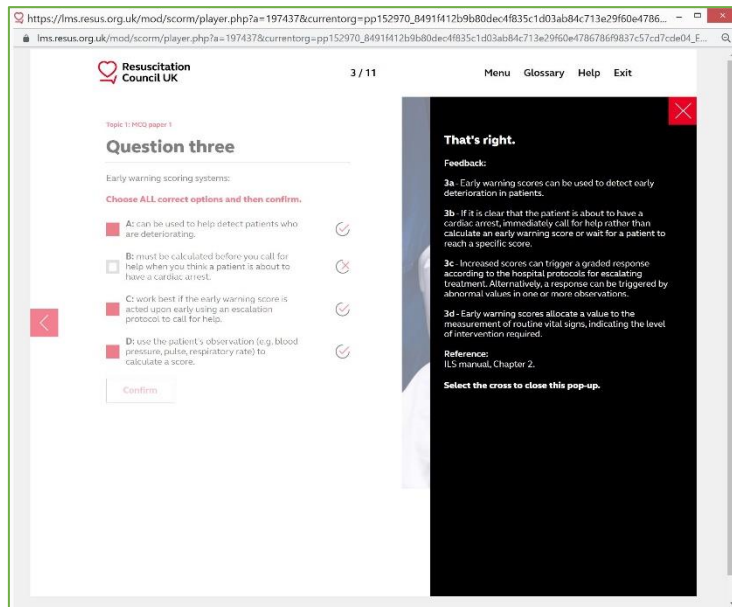 https://lms.resus.org.uk/mod/scorm/player.php?a=197437&currentorg=pp152970_8491f412b9b80dec4f835c1d03ab84c713e29f60e4786...
lms.resus.org.uk/mod/scorm/player.php?a=197437&currentorg=pp152970_8491f412b9b80dec4f835c1d03ab84c713e29f60e4786786f9837c57cd7cde04_E...
Resuscitation
Council UK
3 / 11
Menu Glossary Help Exit
Topic 1: MCQ paper 1
Question three
Early warning scoring systems:
Choose ALL correct options and then confirm.
A: can be used to help detect patients who
are deteriorating.
B: must be calculated before you call for
help when you think a patient is about to
have a cardiac arrest.
C: work best if the early warning score is
acted upon early using an escalation
protocol to call for help.
D: use the patient's observation (e.g. blood
pressure, pulse, respiratory rate) to
calculate a score.
Confirm
That's right.
Feedback:
3a - Early warning scores can be used to detect early
deterioration in patients.
3b - If it is clear that the patient is about to have a
cardiac arrest, immediately call for help rather than
calculate an early warning score or wait for a patient to
reach a specific score.
3c - Increased scores can trigger a graded response
according to the hospital protocols for escalating
treatment. Alternatively, a response can be triggered by
abnormal values in one or more observations.
3d - Early warning scores allocate a value to the
measurement of routine vital signs, indicating the level
of intervention required.
Reference:
ILS manual, Chapter 2.
Select the cross to close this pop-up.